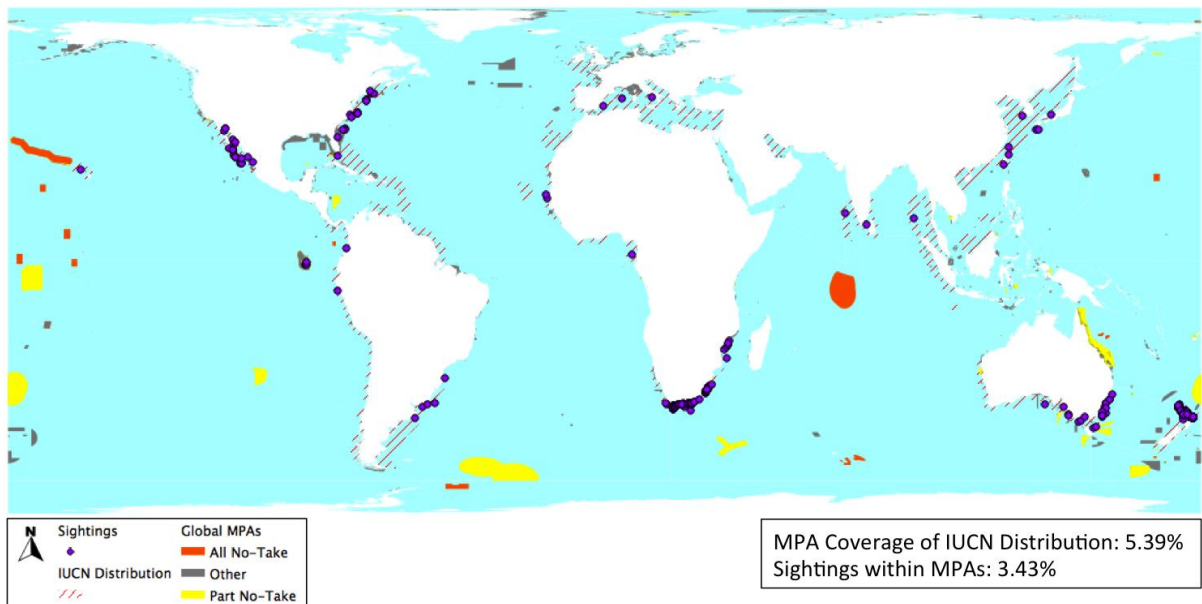 N
Sightings
IUCN Distribution
Global MPAs
All No-Take
Other
Part No-Take
MPA Coverage of IUCN Distribution: 5.39%
Sightings within MPAs: 3.43%